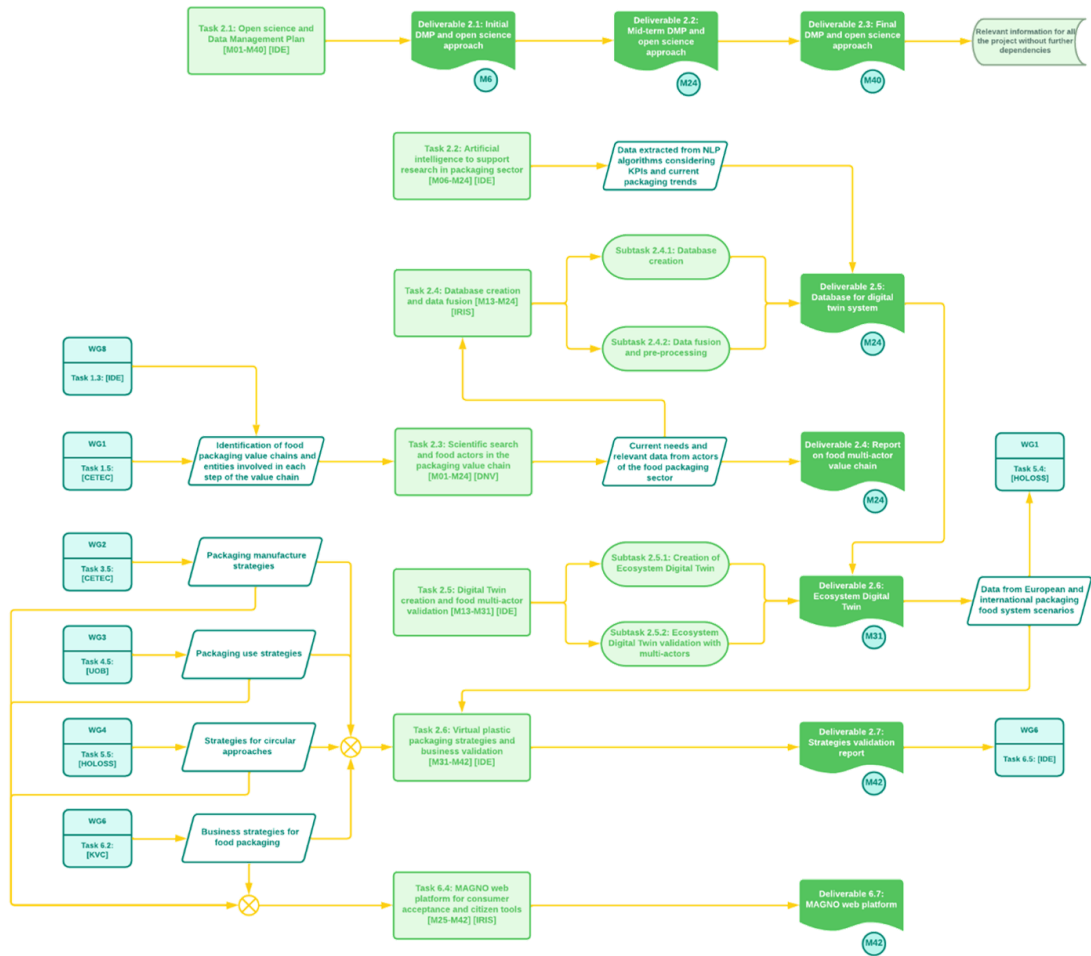 Task 2.1: Open science and
Data Management Plan
[M01-M40] [IDE]
Deliverable 2.1: Initial
DMP and open science
approach
M6
Deliverable 2.2:
Mid-term DMP and
open science
approach
M24
Deliverable 2.3: Final
DMP and open science
approach
M40
Relevant information for all
the project without further
dependencies
Task 2.2: Artificial
intelligence to support
research in packaging sector
[M06-M24] [IDE]
Data extracted from NLP
algorithms considering
KPIs and current
packaging trends
Task 2.4: Database creation
and data fusion [M13-M24]
[IRIS]
Subtask 2.4.1: Database
creation
Subtask 2.4.2: Data fusion
and pre-processing
Deliverable 2.5:
Database for digital
twin system
M24
WG8
Task 1.3: [IDE]
WG1
Task 1.5:
[CETEC]
Identification of food
packaging value chains and
entities involved in each
step of the value chain
Task 2.3: Scientific search
and food actors in the
packaging value chain
[M01-M24] [DNV]
Current needs and
relevant data from actors
of the food packaging
sector
Deliverable 2.4: Report
on food multi-actor
value chain
M24
WG1
Task 5.4:
[HOLOSS]
WG2
Task 3.5:
[CETEC]
Packaging manufacture
strategies
Task 2.5: Digital Twin
creation and food multi-actor
validation [M13-M31] [IDE]
Subtask 2.5.1: Creation of
Ecosystem Digital Twin
Subtask 2.5.2: Ecosystem
Digital Twin validation with
multi-actors
Deliverable 2.6:
Ecosystem Digital
Twin
M31
Data from European and
international packaging
food system scenarios
WG3
Task 4.5:
[UOB]
Packaging use strategies
WG4
Task 5.5:
[HOLOSS]
Strategies for circular
approaches
Task 2.6: Virtual plastic
packaging strategies and
business validation
[M31-M42] [IDE]
Deliverable 2.7:
Strategies validation
report
M42
WG6
Task 6.5: [IDE]
WG6
Task 6.2:
[KVC]
Business strategies for
food packaging
Task 6.4: MAGNO web
platform for consumer
acceptance and citizen tools
[M25-M42] [IRIS]
Deliverable 6.7:
MAGNO web platform
M42